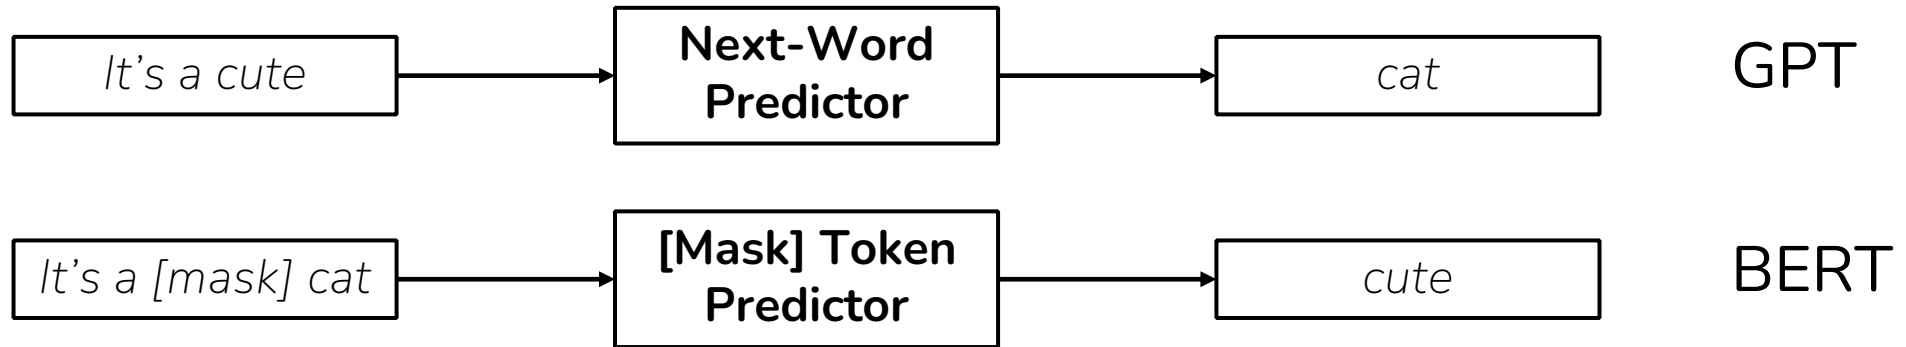 It’s a cute
Next-Word
Predictor
cat
GPT
It’s a [mask] cat
[Mask] Token
Predictor
cute
BERT